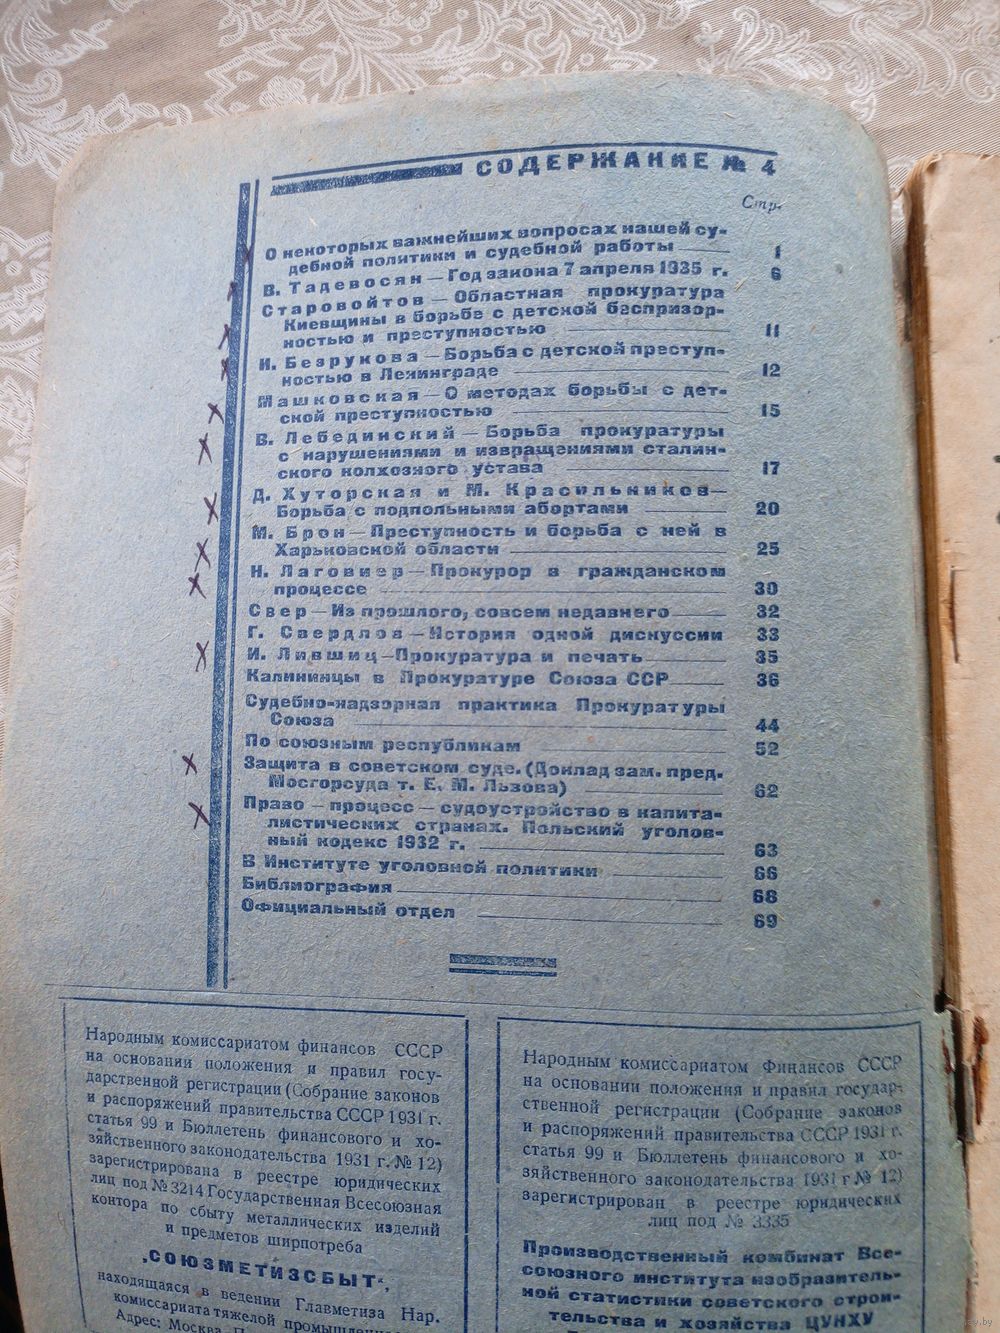 СОДЕРЖАНИЕ № 4
Стр.
О некоторых важнейших вопросах нашей су-
дебной политики и судебной работы 1
В. Тадевосян — Год закона 7 апреля 1935 г. 6
Старовойтов — Областная прокуратура
Киевщины в борьбе с детской беспризор-
ностью и преступностью 11
И. Безрукова — Борьба с детской преступ-
ностью в Ленинграде 12
Машковская — О методах борьбы с дет-
ской преступностью 15
В. Лебединский — Борьба прокуратуры
с нарушениями и извращениями сталин-
ского колхозного устава 17
Д. Хуторская и М. Красильников —
Борьба с подпольными абортами 20
М. Брон — Преступность и борьба с ней в
Харьковской области 25
Н. Лаговиер — Прокурор в гражданском
процессе 30
Свер — Из прошлого, совсем недавнего 32
Г. Свердлов — История одной дискуссии 33
И. Лившиц — Прокуратура и печать 35
Калининцы в Прокуратуре Союза ССР 36
Судебно-надзорная практика Прокуратуры
Союза 44
По союзным республикам 52
Защита в советском суде. (Доклад зам. пред.
Мосгорсуда т. Е. М. Львова) 62
Право — процесс — судоустройство в капита-
листических странах. Польский уголов-
ный кодекс 1932 г. 63
В Институте уголовной политики 66
Библиография 68
Официальный отдел 69
Народным комиссариатом финансов СССР
на основании положения и правил госу-
дарственной регистрации (Собрание законов
и распоряжений правительства СССР 1931 г.
статья 99 и Бюллетень финансового и хо-
зяйственного законодательства 1931 г. № 12)
зарегистрирована в реестре юридических
лиц под № 3214 Государственная Всесоюзная
контора по сбыту металлических изделий
и предметов ширпотреба
„СОЮЗМЕТИЗСБЫТ“,
находящаяся в ведении Главметиза Нар.
комиссариата тяжелой
Адрес: Москва
Народным комиссариатом Финансов СССР
на основании положения и правил государ-
ственной регистрации (Собрание законов
и распоряжений правительства СССР 1931 г.
статья 99 и Бюллетень финансового и хо-
зяйственного законодательства 1931 г № 12)
зарегистрирован в реестре юридических
лиц под № 3335
Производственный комбинат Все-
союзного института изобразитель-
ной статистики советского строи-
тельства и хозяйства ЦУНХУ